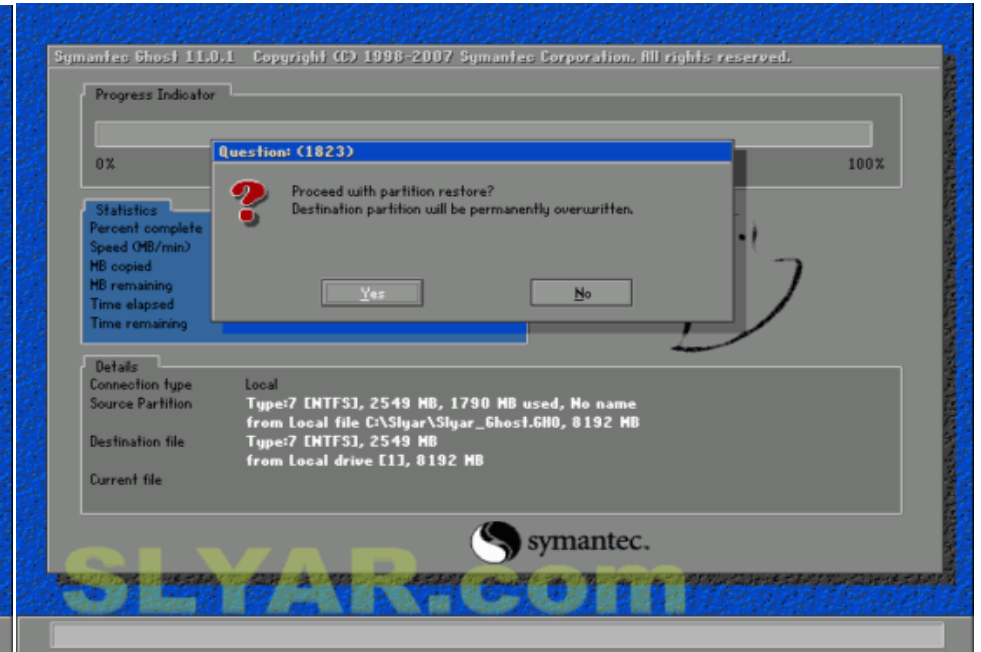 Symantec Ghost 11.0.1 Copyright (C) 1998-2007 Symantec Corporation. All rights reserved.
Progress Indicator
0% 100%
Question: (1823)
Proceed with partition restore?
Destination partition will be permanently overwritten.
Yes No
Statistics
Percent complete
Speed (MB/min)
MB copied
MB remaining
Time elapsed
Time remaining
Details
Connection type Local
Source Partition Type:7 [NTFS], 2549 MB, 1790 MB used, No name
from Local file C:\Slyar\Slyar_Ghost.GHO, 8192 MB
Destination file Type:7 [NTFS], 2549 MB
from Local drive [1], 8192 MB
Current file
symantec.
SLYAR.com